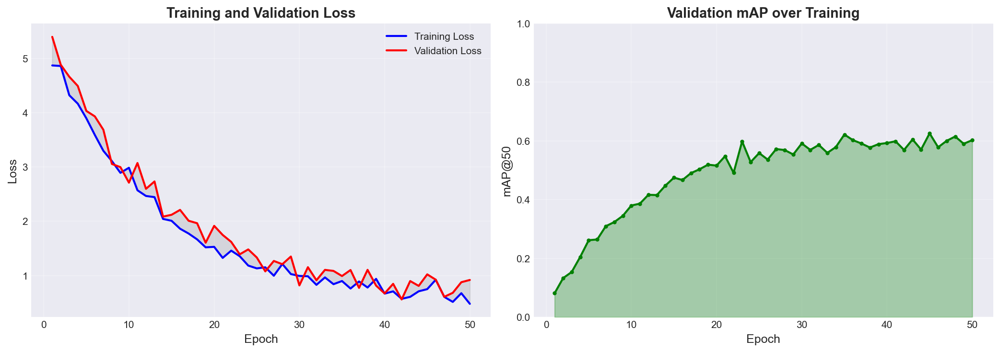 Training and Validation Loss
Training Loss
Validation Loss
5
4
3
2
1
Loss
0 10 20 30 40 50
Epoch
Validation mAP over Training
1.0
0.8
0.6
0.4
0.2
0.0
mAP@50
0 10 20 30 40 50
Epoch